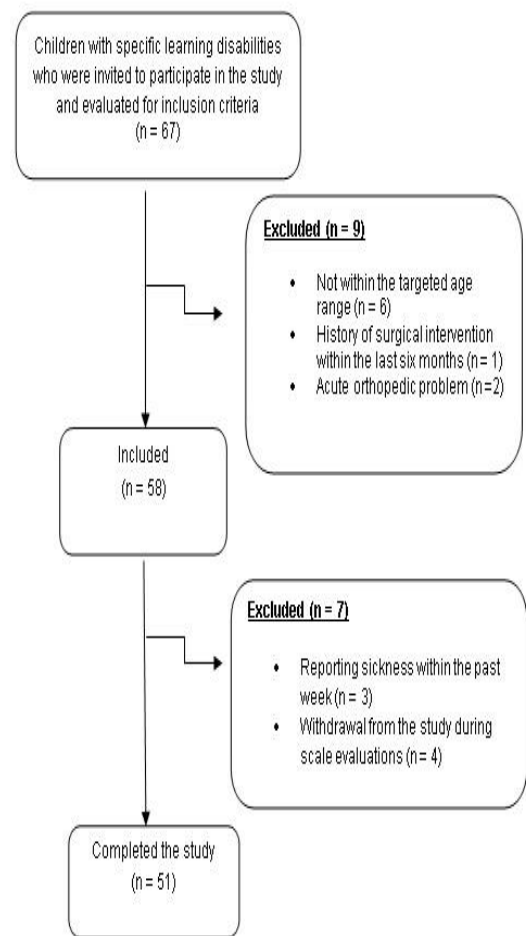 Children with specific learning disabilities
who were invited to participate in the study
and evaluated for inclusion criteria
(n = 67)
Excluded (n = 9)
• Not within the targeted age
range (n = 6)
• History of surgical intervention
within the last six months (n = 1)
• Acute orthopedic problem (n =2)
Included
(n = 58)
Excluded (n = 7)
• Reporting sickness within the past
week (n = 3)
• Withdrawal from the study during
scale evaluations (n = 4)
Completed the study
(n = 51)